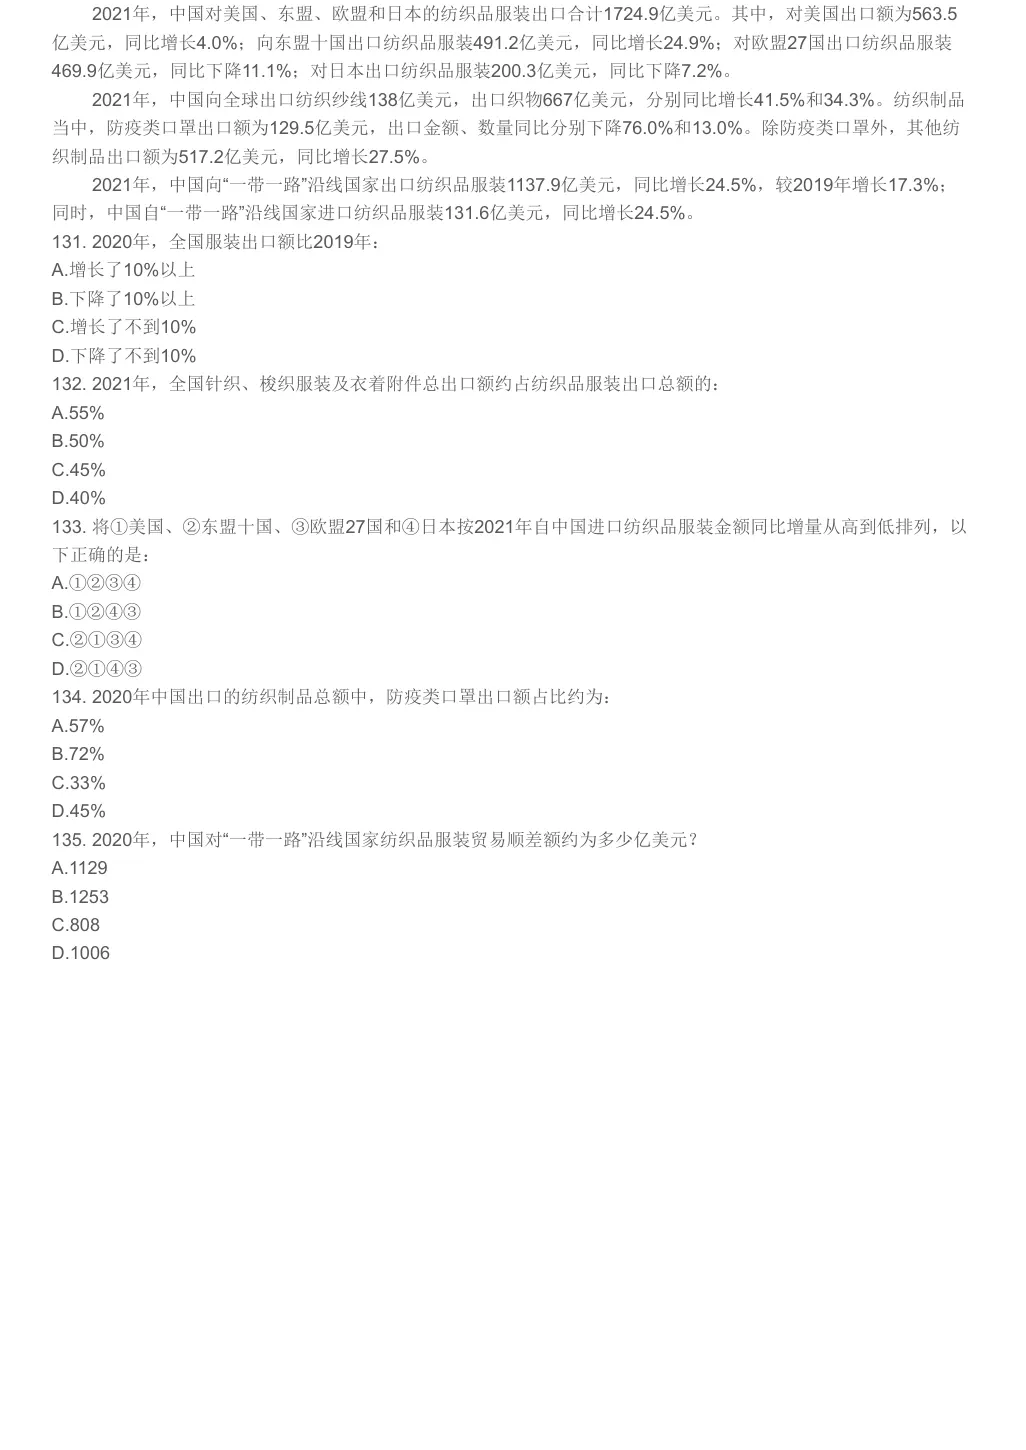 2021年，中国对美国、东盟、欧盟和日本的纺织品服装出口合计1724.9亿美元。其中，对美国出口额为563.5
亿美元，同比增长4.0%；向东盟十国出口纺织品服装491.2亿美元，同比增长24.9%；对欧盟27国出口纺织品服装
469.9亿美元，同比下降11.1%；对日本出口纺织品服装200.3亿美元，同比下降7.2%。
2021年，中国向全球出口纺织纱线138亿美元，出口织物667亿美元，分别同比增长41.5%和34.3%。纺织制品
当中，防疫类口罩出口额为129.5亿美元，出口金额、数量同比分别下降76.0%和13.0%。除防疫类口罩外，其他纺
织制品出口额为517.2亿美元，同比增长27.5%。
2021年，中国向“一带一路”沿线国家出口纺织品服装1137.9亿美元，同比增长24.5%，较2019年增长17.3%；
同时，中国自“一带一路”沿线国家进口纺织品服装131.6亿美元，同比增长24.5%。
131. 2020年，全国服装出口额比2019年：
A.增长了10%以上
B.下降了10%以上
C.增长了不到10%
D.下降了不到10%
132. 2021年，全国针织、梭织服装及衣着附件总出口额约占纺织品服装出口总额的：
A.55%
B.50%
C.45%
D.40%
133. 将①美国、②东盟十国、③欧盟27国和④日本按2021年自中国进口纺织品服装金额同比增量从高到低排列，以
下正确的是：
A.①②③④
B.①②④③
C.②①③④
D.②①④③
134. 2020年中国出口的纺织制品总额中，防疫类口罩出口额占比约为：
A.57%
B.72%
C.33%
D.45%
135. 2020年，中国对“一带一路”沿线国家纺织品服装贸易顺差额约为多少亿美元？
A.1129
B.1253
C.808
D.1006